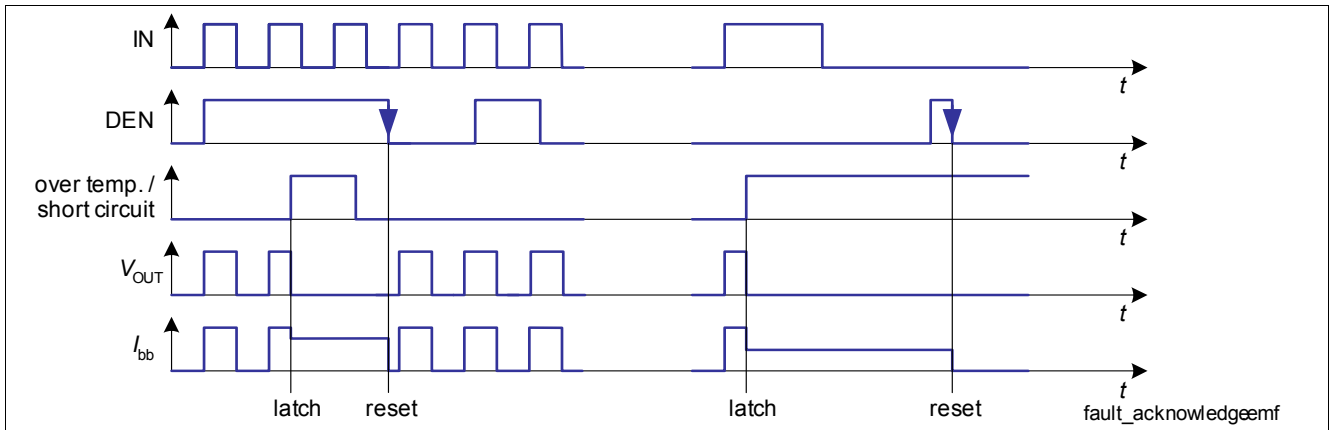 IN
t
DEN
t
over temp. /
short circuit
t
VOUT
t
Ibb
t
latch reset latch reset fault_acknowledgeemf